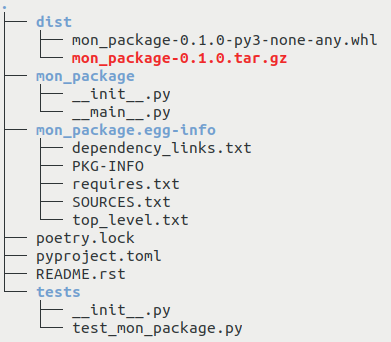 .
dist
mon_package-0.1.0-py3-none-any.whl
mon_package-0.1.0.tar.gz
mon_package
__init__.py
__main__.py
mon_package.egg-info
dependency_links.txt
PKG-INFO
requires.txt
SOURCES.txt
top_level.txt
poetry.lock
pyproject.toml
README.rst
tests
__init__.py
test_mon_package.py